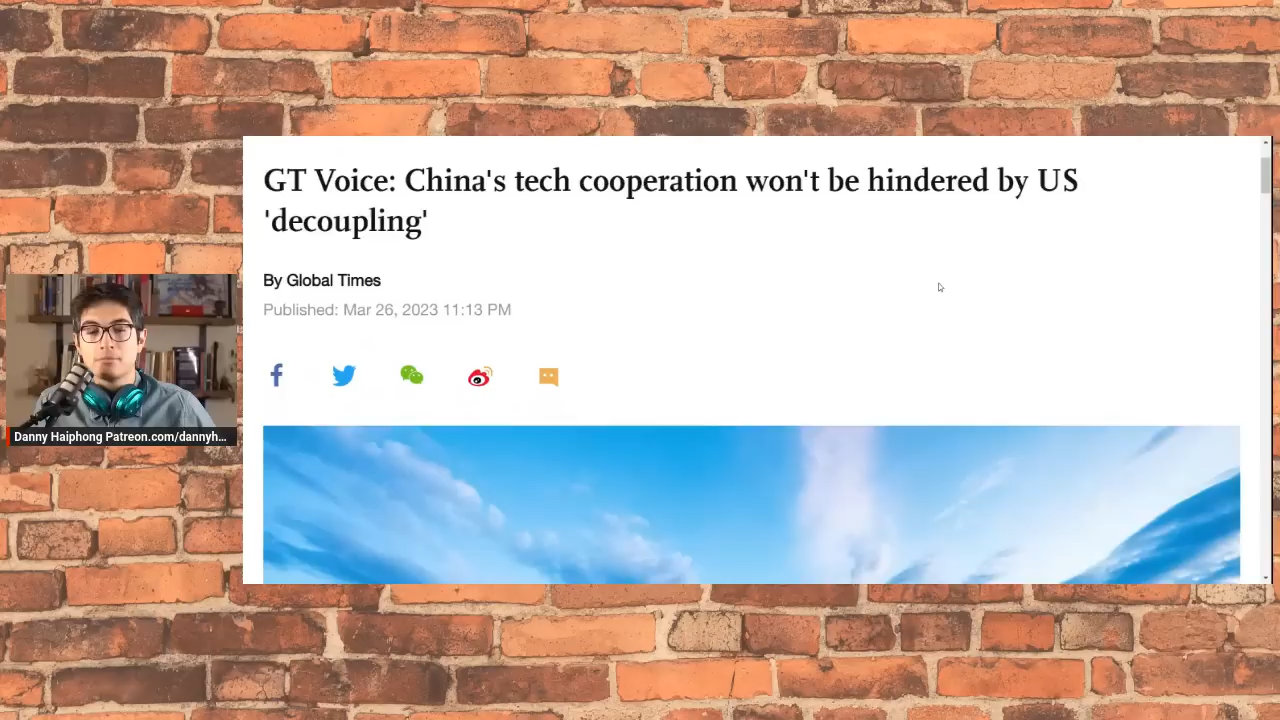 GT Voice: China's tech cooperation won't be hindered by US
'decoupling'
By Global Times
Published: Mar 26, 2023 11:13 PM
Danny Haiphong Patreon.com/dannyh...